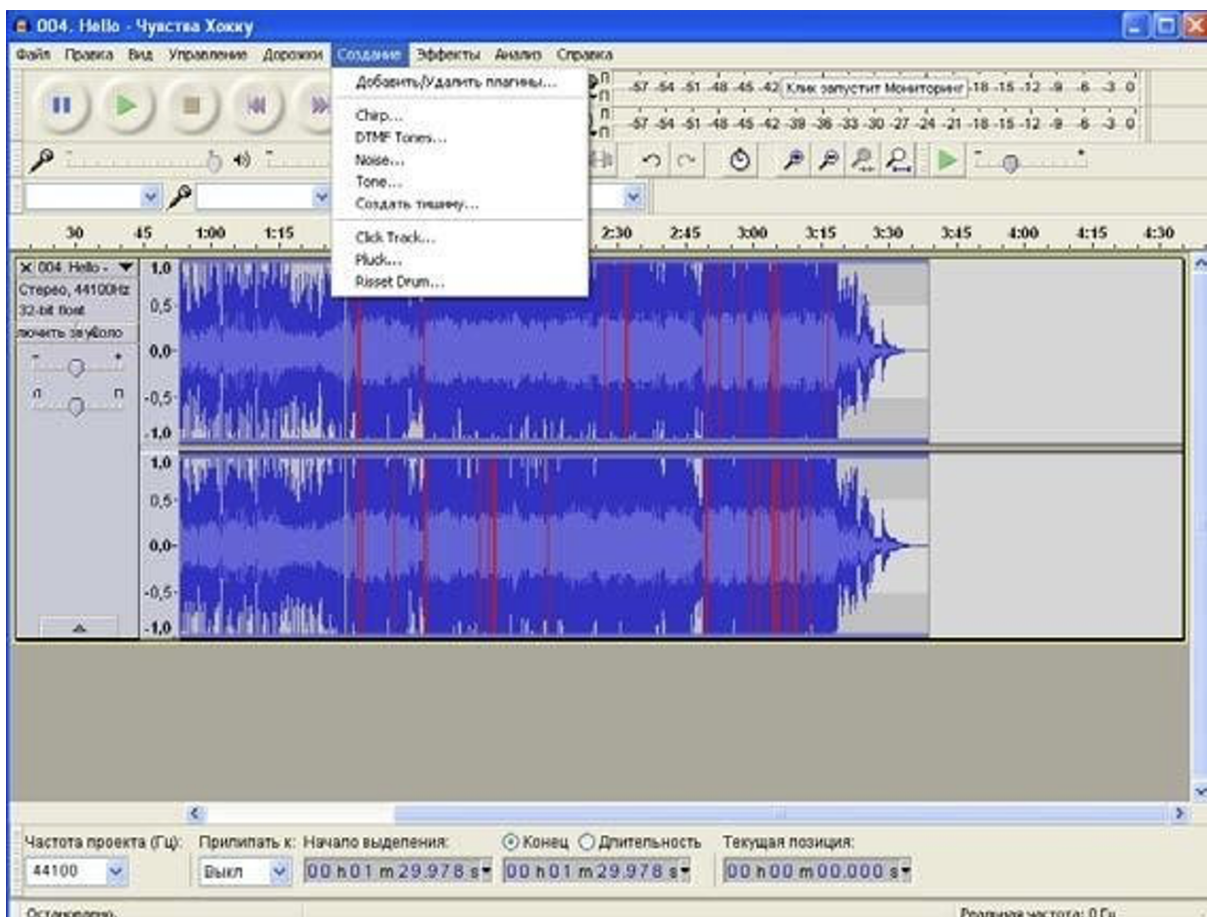 004. Hello - Чувства Хокку
Файл Правка Вид Управление Дорожки Создание Эффекты Анализ Справка
Добавить/Удалить плагины...
Chirp...
DTMF Tones...
Noise...
Tone...
Создать тишину...
Click Track...
Pluck...
Risset Drum...
П -57 -54 -51 -48 -45 -42 Клик запустит Мониторинг -18 -15 -12 -9 -6 -3 0
П -57 -54 -51 -48 -45 -42 -39 -36 -33 -30 -27 -24 -21 -18 -15 -12 -9 -6 -3 0
30 45 1:00 1:15 2:30 2:45 3:00 3:15 3:30 3:45 4:00 4:15 4:30
X 004. Hello -
Стерео, 44100Hz
32-bit float
лючить зву
оло
- +
Л П
1,0
0,5
0,0
-0,5
-1,0
1,0
0,5
0,0
-0,5
-1,0
Частота проекта (Гц): Прилипать к: Начало выделения: Конец Длительность Текущая позиция:
44100 Выкл 00 h 01 m 29.978 s 00 h 01 m 29.978 s 00 h 00 m 00.000 s
Остановлено. Реальная частота: 0 Гц